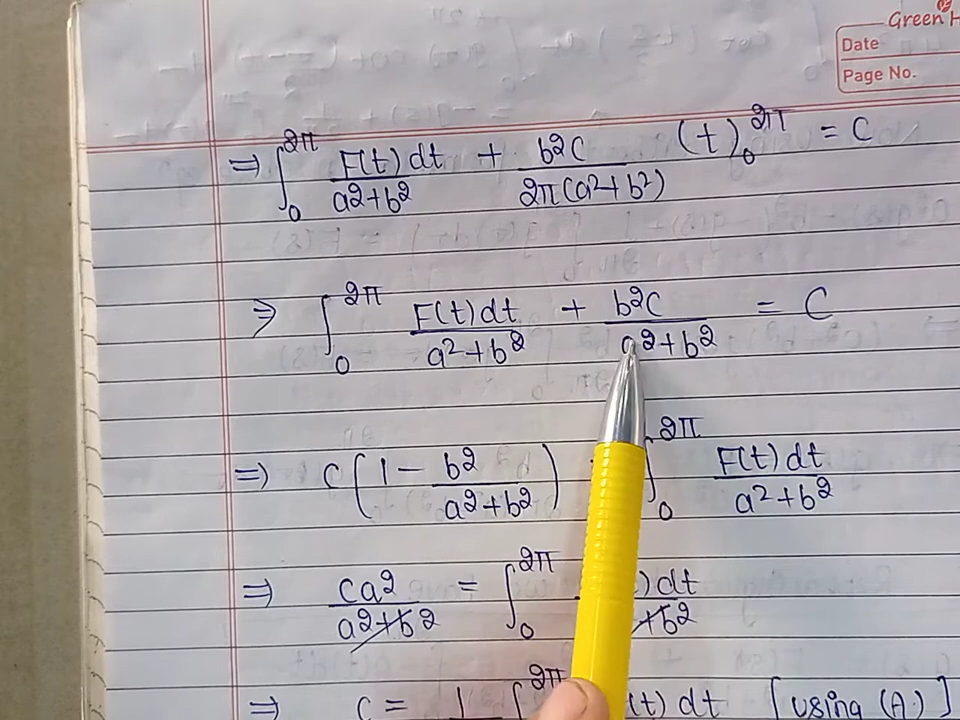 Green H
Date
Page No.
⇒ ∫₀^2π F(t) dt / a²+b² + b²C / 2π(a²+b²) (t)₀^2π = C
⇒ ∫₀^2π F(t) dt / a²+b² + b²C / a²+b² = C
⇒ C(1 − b² / a²+b²) ∫₀^2π F(t) dt / a²+b²
⇒ Ca² / a²+b² = ∫₀^2π (t) dt / +b²
⇒ C = 1 ∫ 2π (t) dt [using (A)]